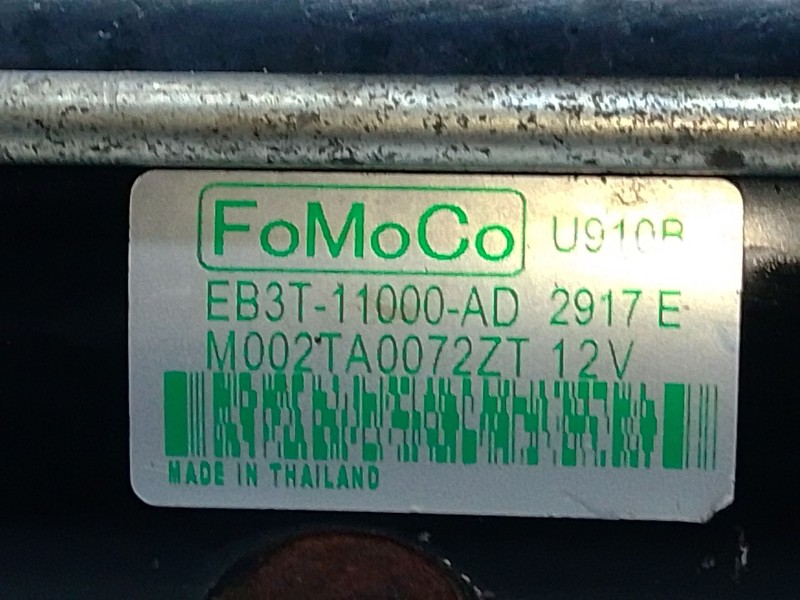 FoMoCo U910B
EB3T-11000-AD 2917 E
M002TA0072ZT 12V
MADE IN THAILAND